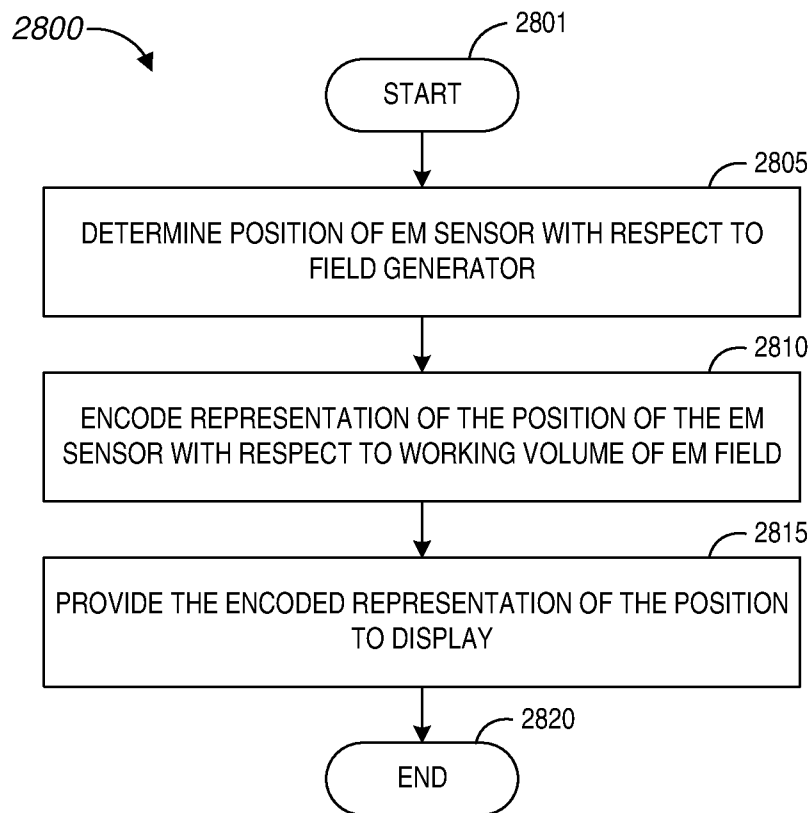 2800
2801
START
2805
DETERMINE POSITION OF EM SENSOR WITH RESPECT TO
FIELD GENERATOR
2810
ENCODE REPRESENTATION OF THE POSITION OF THE EM
SENSOR WITH RESPECT TO WORKING VOLUME OF EM FIELD
2815
PROVIDE THE ENCODED REPRESENTATION OF THE POSITION
TO DISPLAY
2820
END